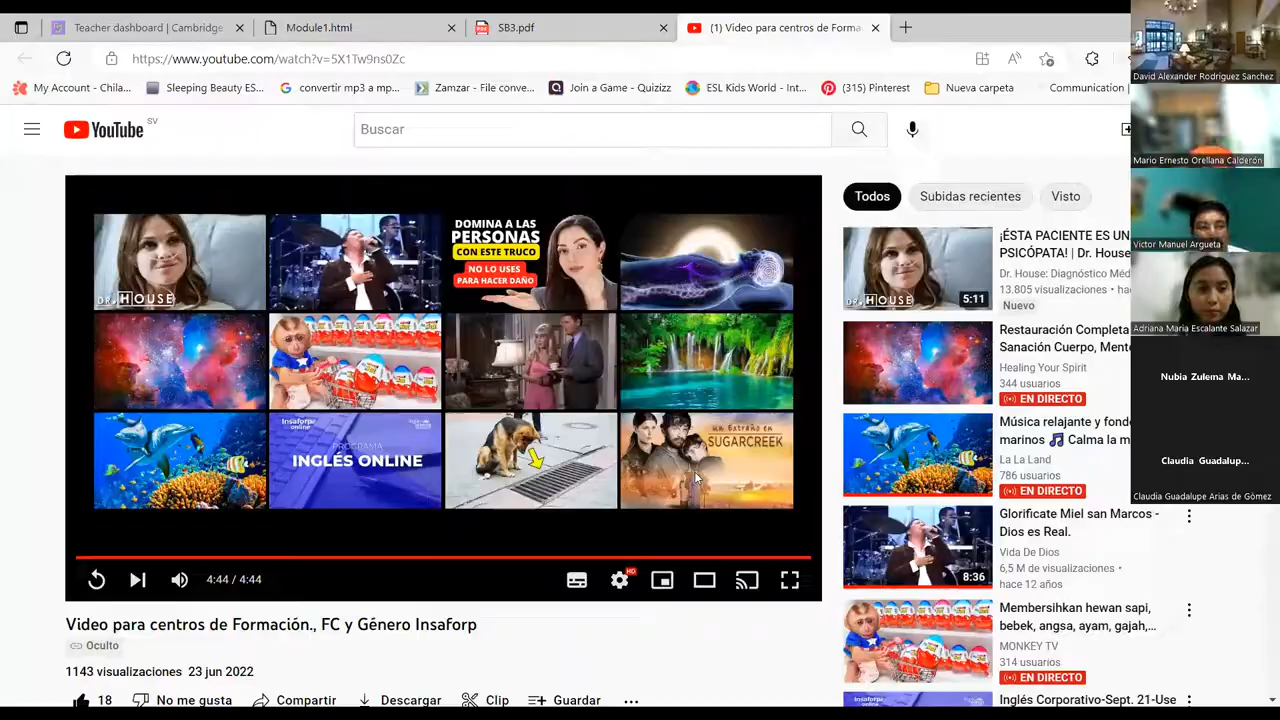 Teacher dashboard | Cambridge
Module1.html
SB3.pdf
(1) Video para centros de Forma
https://www.youtube.com/watch?v=5X1Tw9ns0Zc
My Account - Chila...
Sleeping Beauty ES...
convertir mp3 a mp...
Zamzar - File conve...
Join a Game - Quizizz
ESL Kids World - Int...
(315) Pinterest
Nueva carpeta
Communication
YouTube SV
Buscar
DR. HOUSE
DOMINA A LAS
PERSONAS
CON ESTE TRUCO
NO LO USES
PARA HACER DAÑO
Insaforp
online
PROGRAMA
INGLÉS ONLINE
Un Extraño en
SUGARCREEK
4:44 / 4:44
HD
Video para centros de Formación., FC y Género Insaforp
Oculto
1143 visualizaciones 23 jun 2022
18
No me gusta
Compartir
Descargar
Clip
Guardar
Todos
Subidas recientes
Visto
DR. HOUSE
5:11
¡ÉSTA PACIENTE ES UN
PSICÓPATA! | Dr. House
Dr. House: Diagnóstico Méd
13.805 visualizaciones • ha
Nuevo
Restauración Completa
Sanación Cuerpo, Mente
Healing Your Spirit
344 usuarios
EN DIRECTO
Música relajante y fondo
marinos 🎵 Calma la m
La La Land
786 usuarios
EN DIRECTO
8:36
Glorificate Miel san Marcos -
Dios es Real.
Vida De Dios
6,5 M de visualizaciones •
hace 12 años
Membersihkan hewan sapi,
bebek, angsa, ayam, gajah,...
MONKEY TV
314 usuarios
EN DIRECTO
Inglés Corporativo-Sept. 21-Use
David Alexander Rodriguez Sanchez
Mario Ernesto Orellana Calderón
Victor Manuel Argueta
Adriana Maria Escalante Salazar
Nubia Zulema Ma...
Claudia Guadalup...
Claudia Guadalupe Arias de Gómez